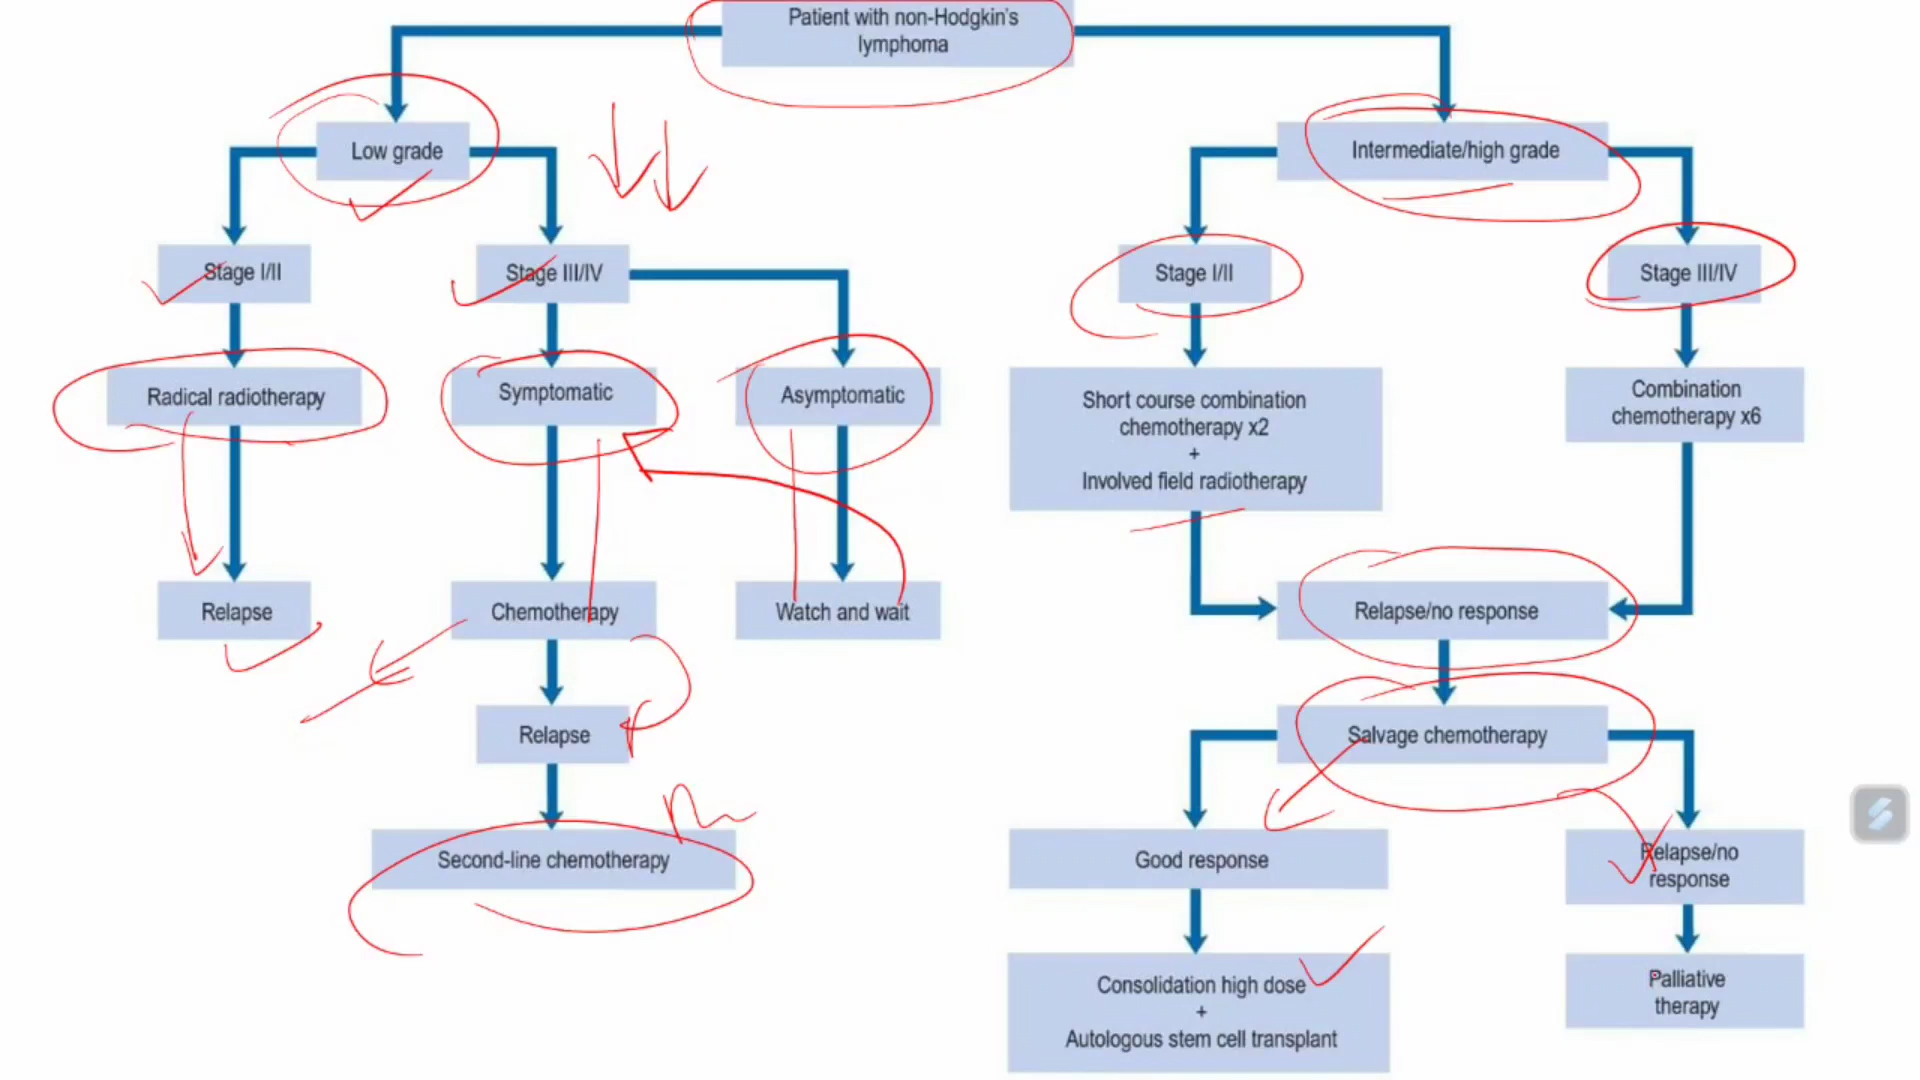 Patient with non-Hodgkin's
lymphoma
Low grade
Intermediate/high grade
Stage I/II
Stage III/IV
Stage I/II
Stage III/IV
Radical radiotherapy
Symptomatic
Asymptomatic
Short course combination
chemotherapy x2
+
Involved field radiotherapy
Combination
chemotherapy x6
Relapse
Chemotherapy
Watch and wait
Relapse/no response
Relapse
Salvage chemotherapy
Second-line chemotherapy
Good response
Relapse/no
response
Consolidation high dose
+
Autologous stem cell transplant
Palliative
therapy